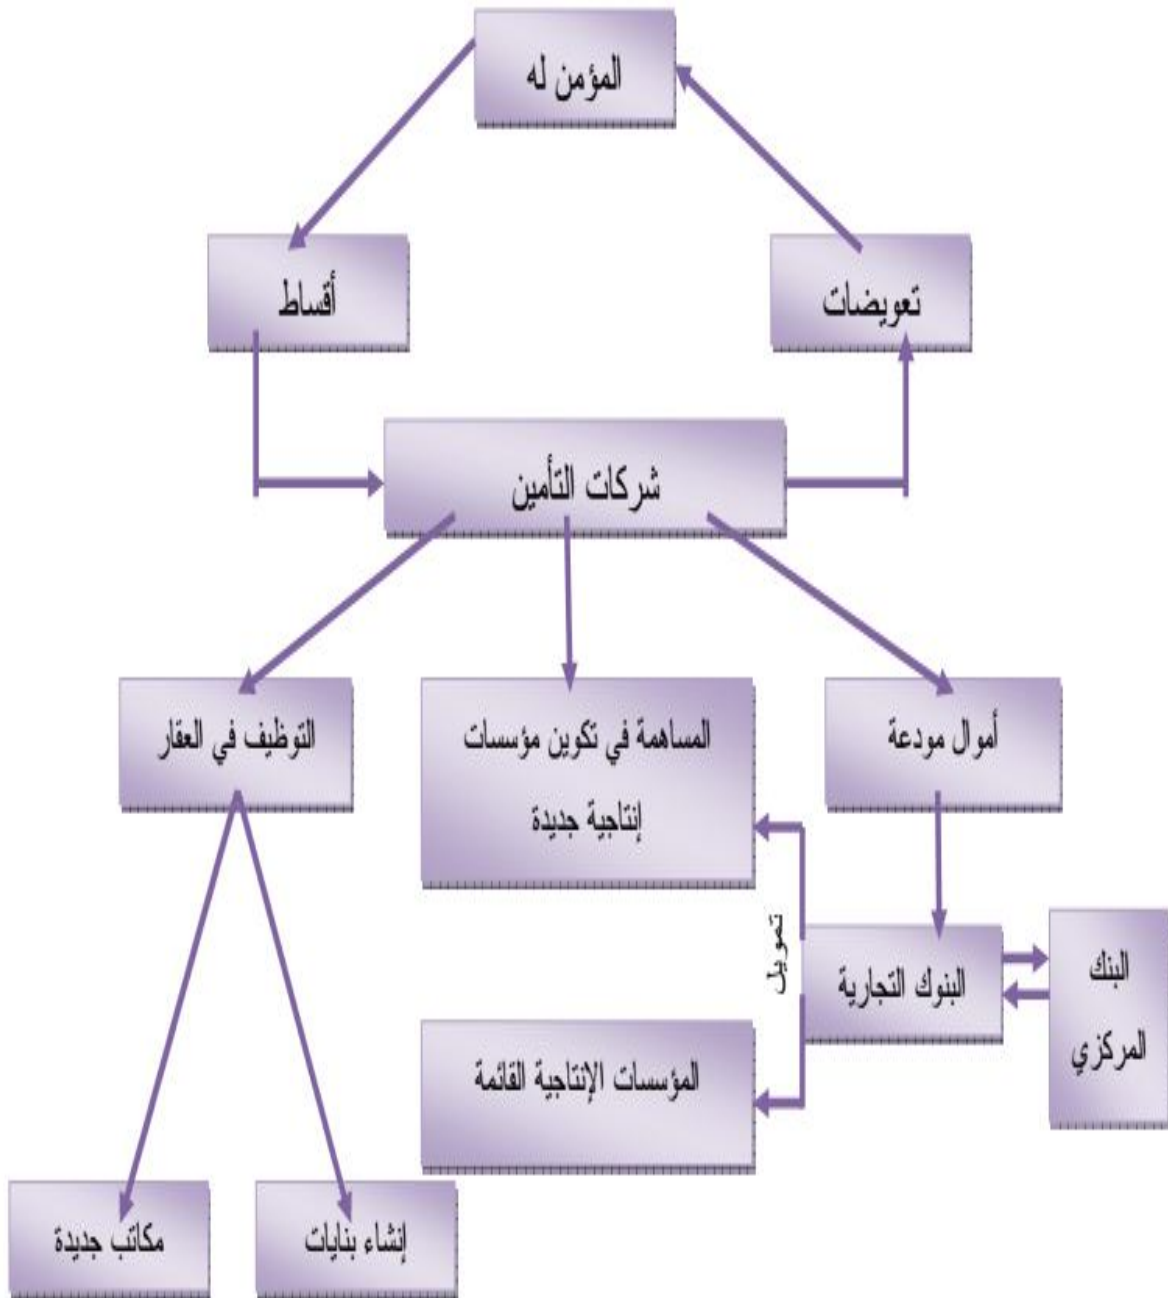 المؤمن له
تعويضات
أقساط
شركات التأمين
أموال مودعة
المساهمة في تكوين مؤسسات
إنتاجية جديدة
التوظيف في العقار
البنك
المركزي
البنوك التجارية
تمويل
المؤسسات الإنتاجية القائمة
إنشاء بنايات
مكاتب جديدة